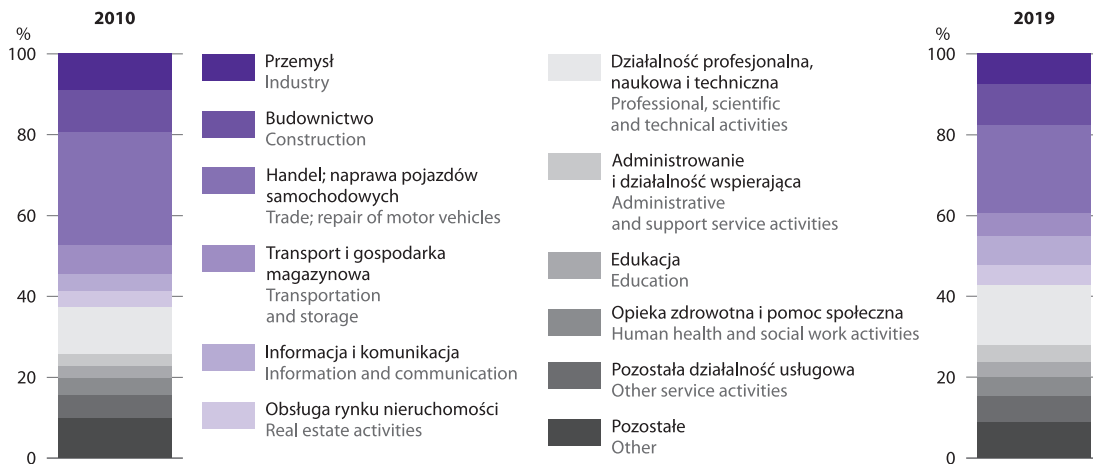 2010
%
100
80
60
40
20
0
Przemysł
Industry
Budownictwo
Construction
Handel; naprawa pojazdów
samochodowych
Trade; repair of motor vehicles
Transport i gospodarka
magazynowa
Transportation
and storage
Informacja i komunikacja
Information and communication
Obsługa rynku nieruchomości
Real estate activities
Działalność profesjonalna,
naukowa i techniczna
Professional, scientific
and technical activities
Administrowanie
i działalność wspierająca
Administrative
and support service activities
Edukacja
Education
Opieka zdrowotna i pomoc społeczna
Human health and social work activities
Pozostała działalność usługowa
Other service activities
Pozostałe
Other
2019
%
100
80
60
40
20
0